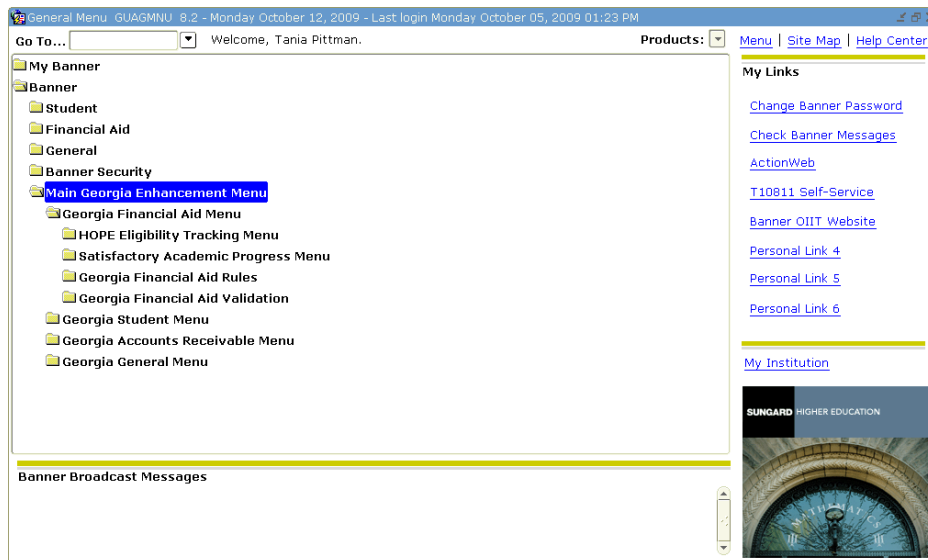 General Menu GUAGMNU 8.2 - Monday October 12, 2009 - Last login Monday October 05, 2009 01:23 PM
Go To... Welcome, Tania Pittman. Products: Menu | Site Map | Help Center
My Banner
Banner
Student
Financial Aid
General
Banner Security
Main Georgia Enhancement Menu
Georgia Financial Aid Menu
HOPE Eligibility Tracking Menu
Satisfactory Academic Progress Menu
Georgia Financial Aid Rules
Georgia Financial Aid Validation
Georgia Student Menu
Georgia Accounts Receivable Menu
Georgia General Menu
My Links
Change Banner Password
Check Banner Messages
ActionWeb
T10811 Self-Service
Banner OIIT Website
Personal Link 4
Personal Link 5
Personal Link 6
My Institution
SUNGARD HIGHER EDUCATION
MATHEMATICS
Banner Broadcast Messages